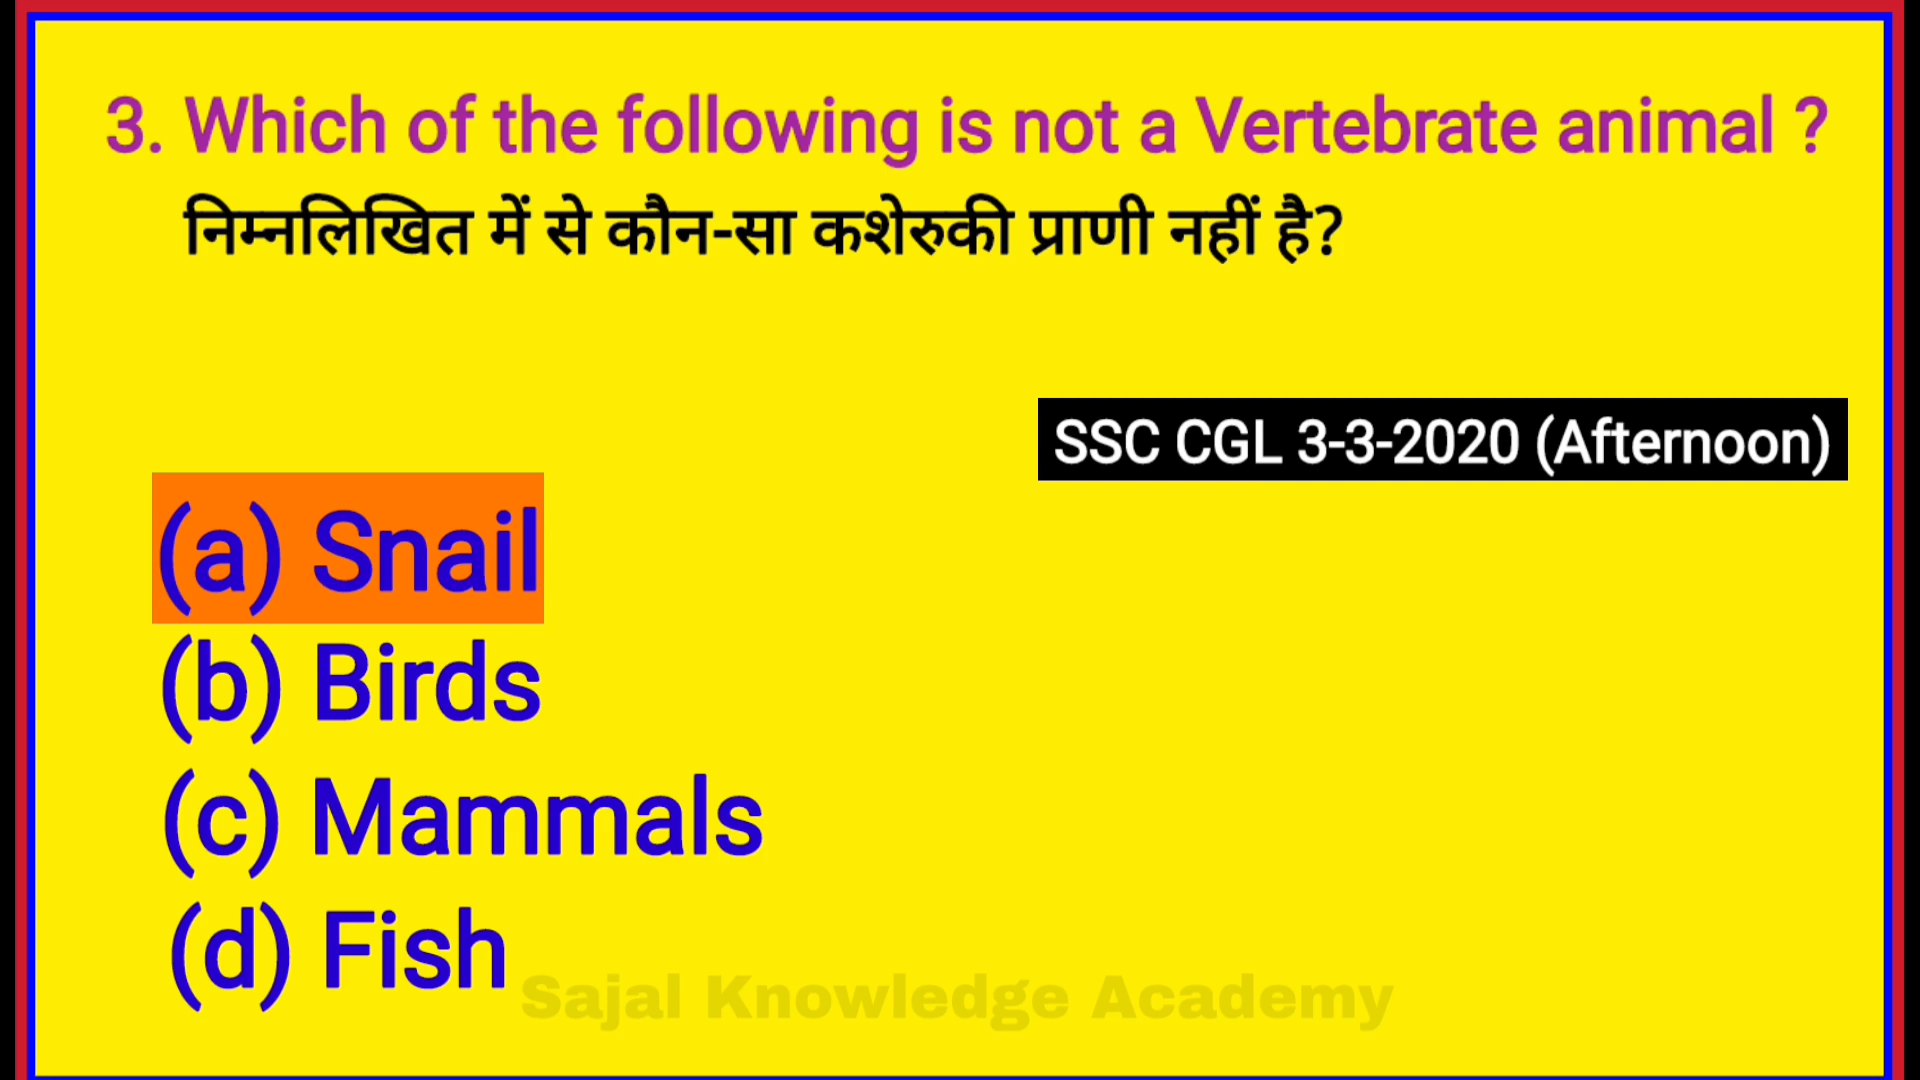 3. Which of the following is not a Vertebrate animal ?
निम्नलिखित में से कौन-सा कशेरुकी प्राणी नहीं है?
SSC CGL 3-3-2020 (Afternoon)
(a) Snail
(b) Birds
(c) Mammals
(d) Fish
Sajal Knowledge Academy